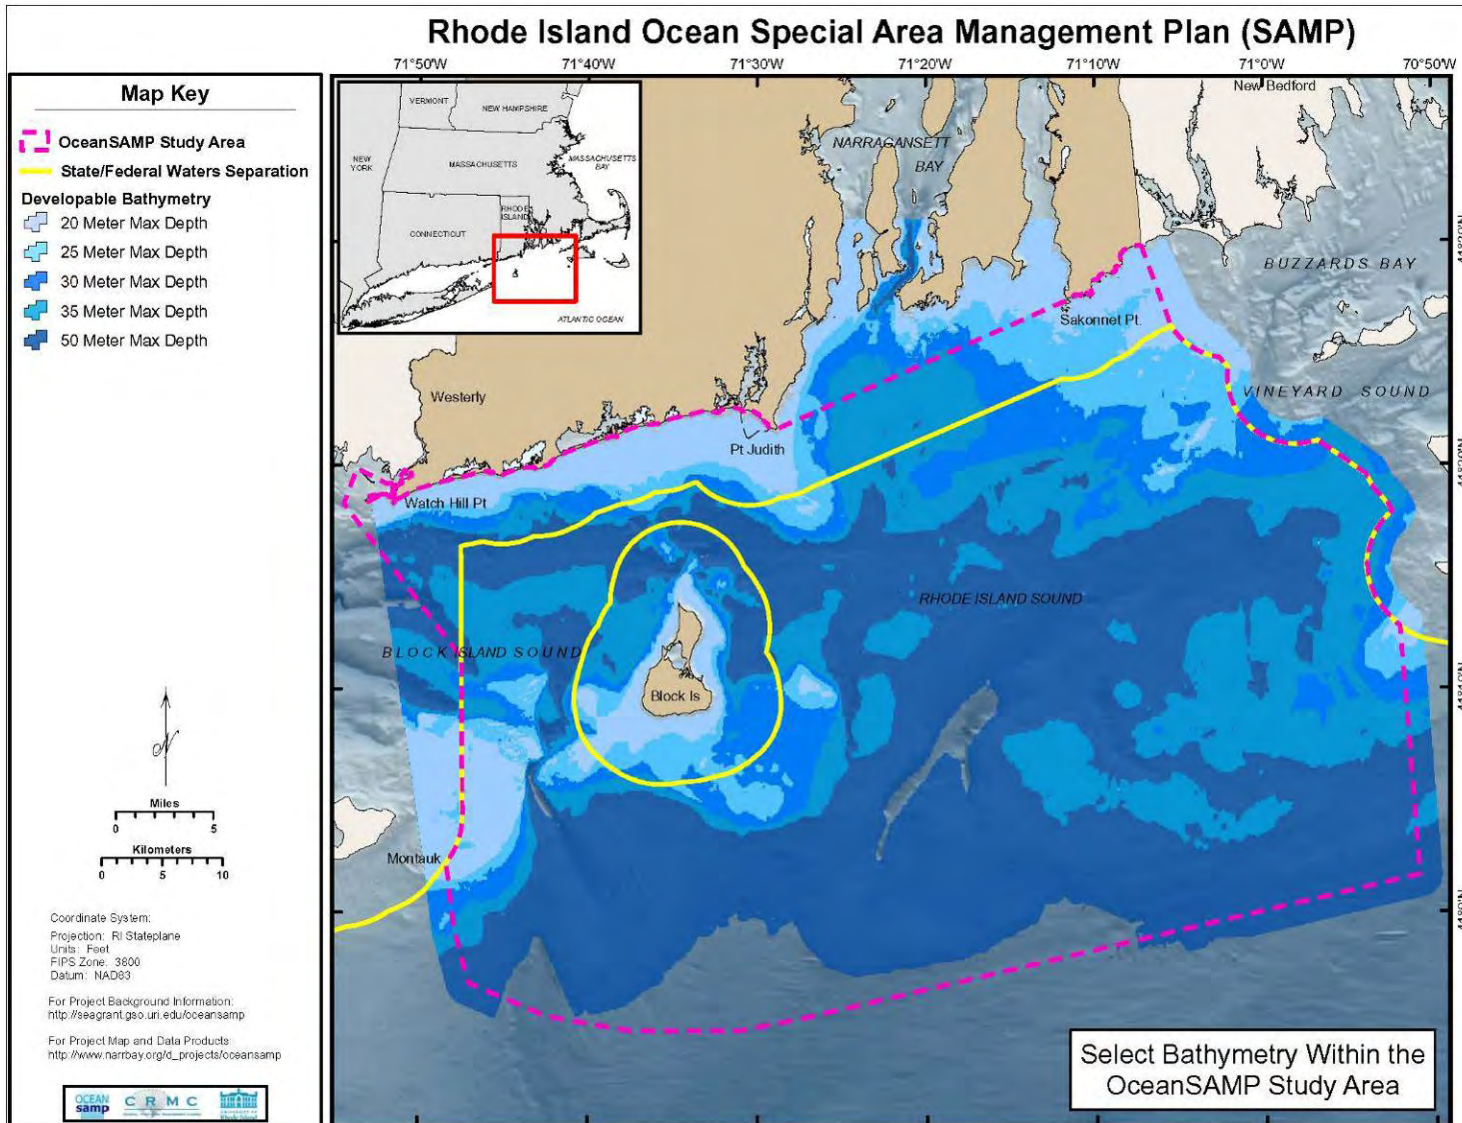 Rhode Island Ocean Special Area Management Plan (SAMP)
71°50'W 71°40'W 71°30'W 71°20'W 71°10'W 71°0'W 70°50'W
Map Key
OceanSAMP Study Area
State/Federal Waters Separation
Developable Bathymetry
20 Meter Max Depth
25 Meter Max Depth
30 Meter Max Depth
35 Meter Max Depth
50 Meter Max Depth
VERMONT
NEW HAMPSHIRE
NEW
YORK
MASSACHUSETTS
MASSACHUSETTS
BAY
CONNECTICUT
RHODE
ISLAND
ATLANTIC OCEAN
New Bedford
NARRAGANSETT
BAY
BUZZARDS BAY
Sakonnet Pt.
VINEYARD SOUND
Westerly
Pt Judith
Watch Hill Pt
RHODE ISLAND SOUND
BLOCK ISLAND SOUND
Block Is
Montauk
N
Miles
0 5
Kilometers
0 5 10
Coordinate System:
Projection: RI Stateplane
Units: Feet
FIPS Zone: 3800
Datum: NAD83
For Project Background Information:
http://seagrant.gso.uri.edu/oceansamp
For Project Map and Data Products
http://www.narrbay.org/d_projects/oceansamp
OCEAN
samp
C R M C
Select Bathymetry Within the
OceanSAMP Study Area